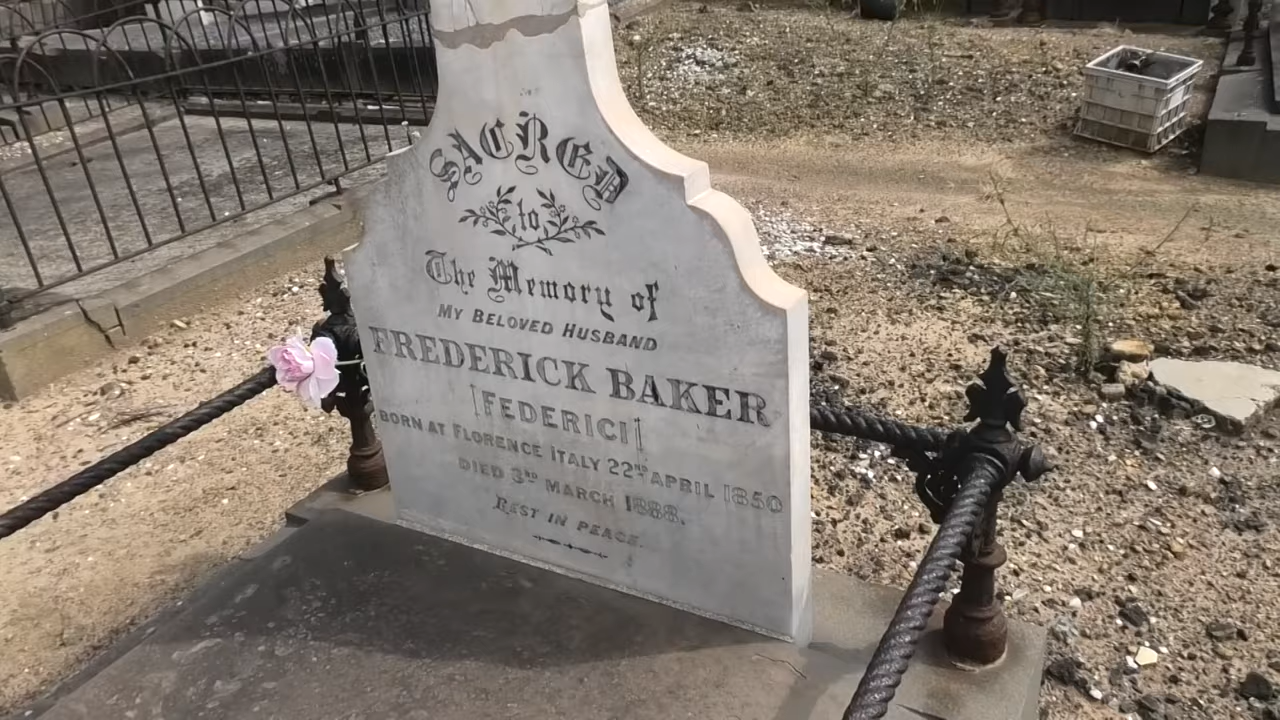 SACRED
to
The Memory of
MY BELOVED HUSBAND
FREDERICK BAKER
[FEDERICI]
BORN AT FLORENCE ITALY 22ND APRIL 1850
DIED 3RD MARCH 1888.
REST IN PEACE.